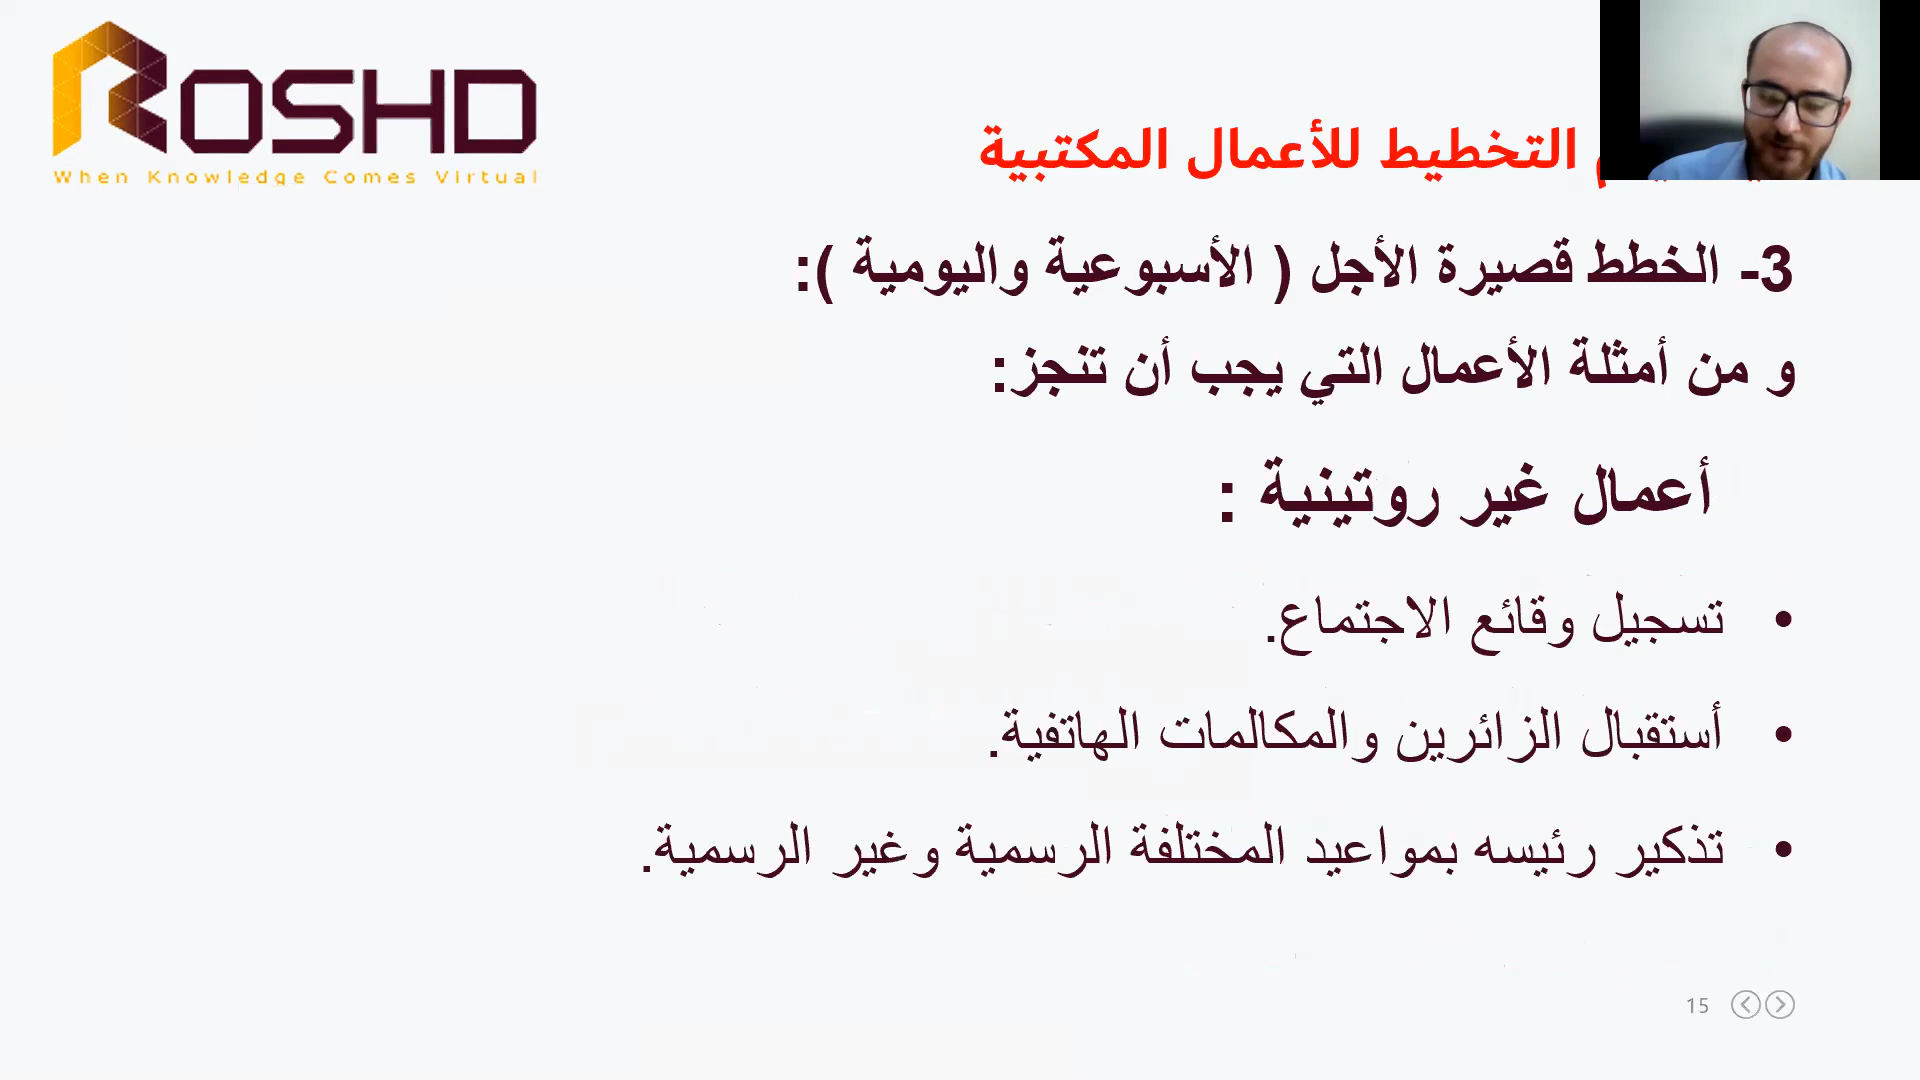 ROSHD
When Knowledge Comes Virtual
التخطيط للأعمال المكتبية
3- الخطط قصيرة الأجل ( الأسبوعية واليومية ):
و من أمثلة الأعمال التي يجب أن تنجز:
أعمال غير روتينية :
• تسجيل وقائع الاجتماع.
• أستقبال الزائرين والمكالمات الهاتفية.
• تذكير رئيسه بمواعيد المختلفة الرسمية وغير الرسمية.
15